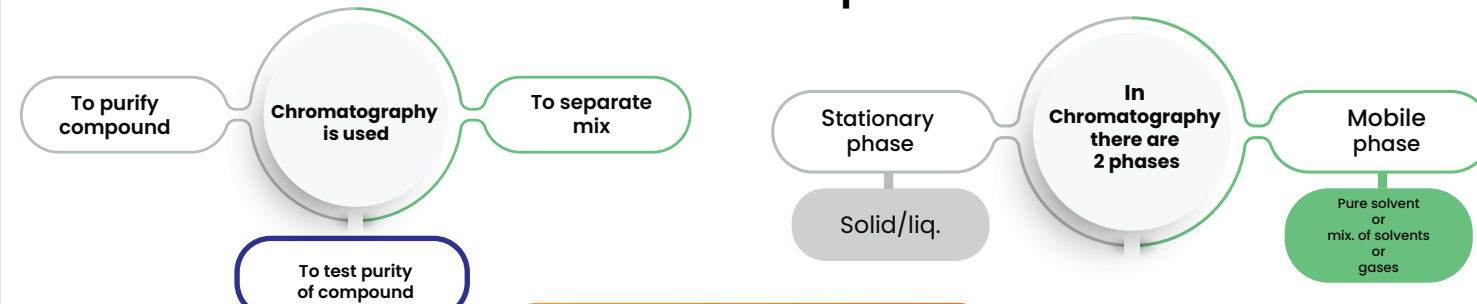 To purify
compound
Chromatography
is used
To separate
mix
To test purity
of compound
Stationary
phase
Solid/liq.
In
Chromatography
there are
2 phases
Mobile
phase
Pure solvent
or
mix. of solvents
or
gases